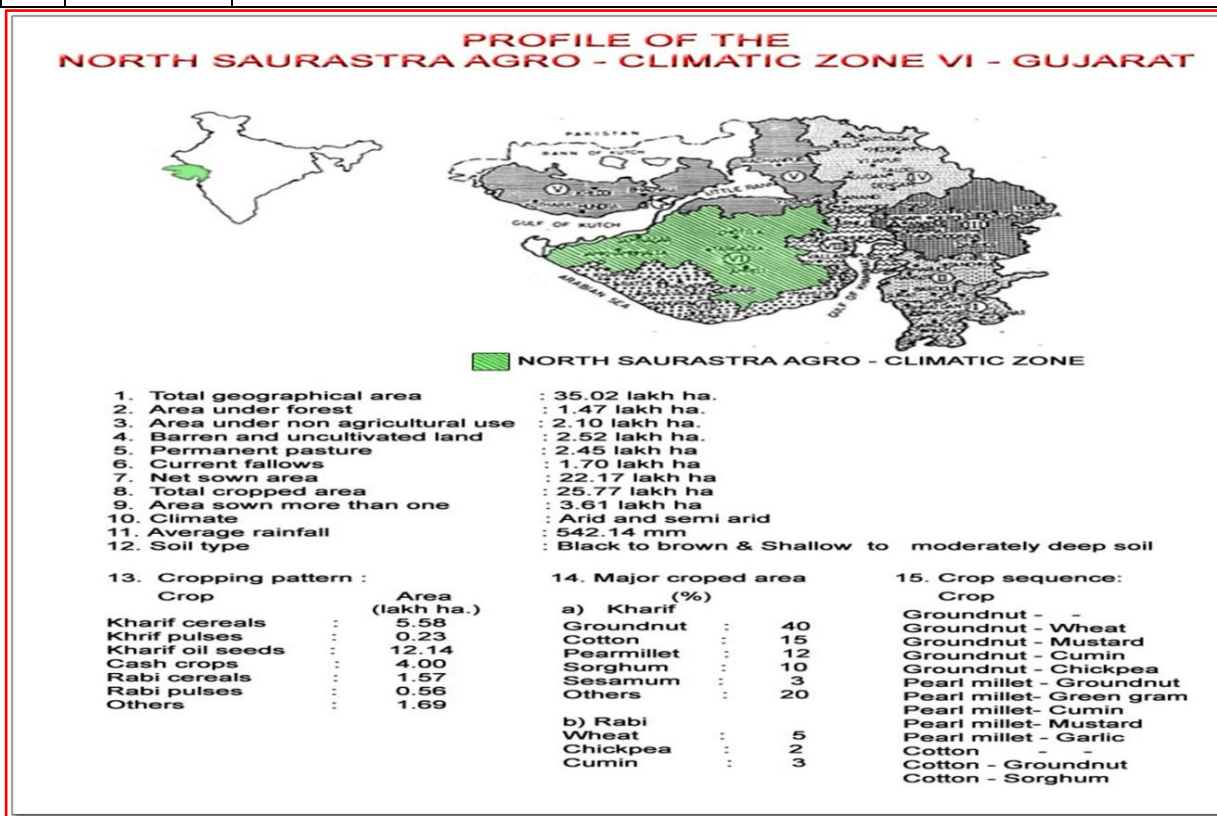 PROFILE OF THE
NORTH SAURASTRA AGRO - CLIMATIC ZONE VI - GUJARAT
PAKISTAN
RANN OF KUTCH
LITTLE RANN
GULF OF KUTCH
ARABIAN SEA
GULF OF
V
V
VI
II
I
NORTH SAURASTRA AGRO - CLIMATIC ZONE
1. Total geographical area : 35.02 lakh ha.
2. Area under forest : 1.47 lakh ha.
3. Area under non agricultural use : 2.10 lakh ha.
4. Barren and uncultivated land : 2.52 lakh ha.
5. Permanent pasture : 2.45 lakh ha
6. Current fallows : 1.70 lakh ha
7. Net sown area : 22.17 lakh ha
8. Total cropped area : 25.77 lakh ha
9. Area sown more than one : 3.61 lakh ha
10. Climate : Arid and semi arid
11. Average rainfall : 542.14 mm
12. Soil type : Black to brown & Shallow to moderately deep soil
13. Cropping pattern :
Crop Area
(lakh ha.)
Kharif cereals : 5.58
Khrif pulses : 0.23
Kharif oil seeds : 12.14
Cash crops : 4.00
Rabi cereals : 1.57
Rabi pulses : 0.56
Others : 1.69
14. Major croped area
(%)
a) Kharif
Groundnut : 40
Cotton : 15
Pearmillet : 12
Sorghum : 10
Sesamum : 3
Others : 20
b) Rabi
Wheat : 5
Chickpea : 2
Cumin : 3
15. Crop sequence:
Crop
Groundnut - -
Groundnut - Wheat
Groundnut - Mustard
Groundnut - Cumin
Groundnut - Chickpea
Pearl millet - Groundnut
Pearl millet- Green gram
Pearl millet- Cumin
Pearl millet- Mustard
Pearl millet - Garlic
Cotton - -
Cotton - Groundnut
Cotton - Sorghum